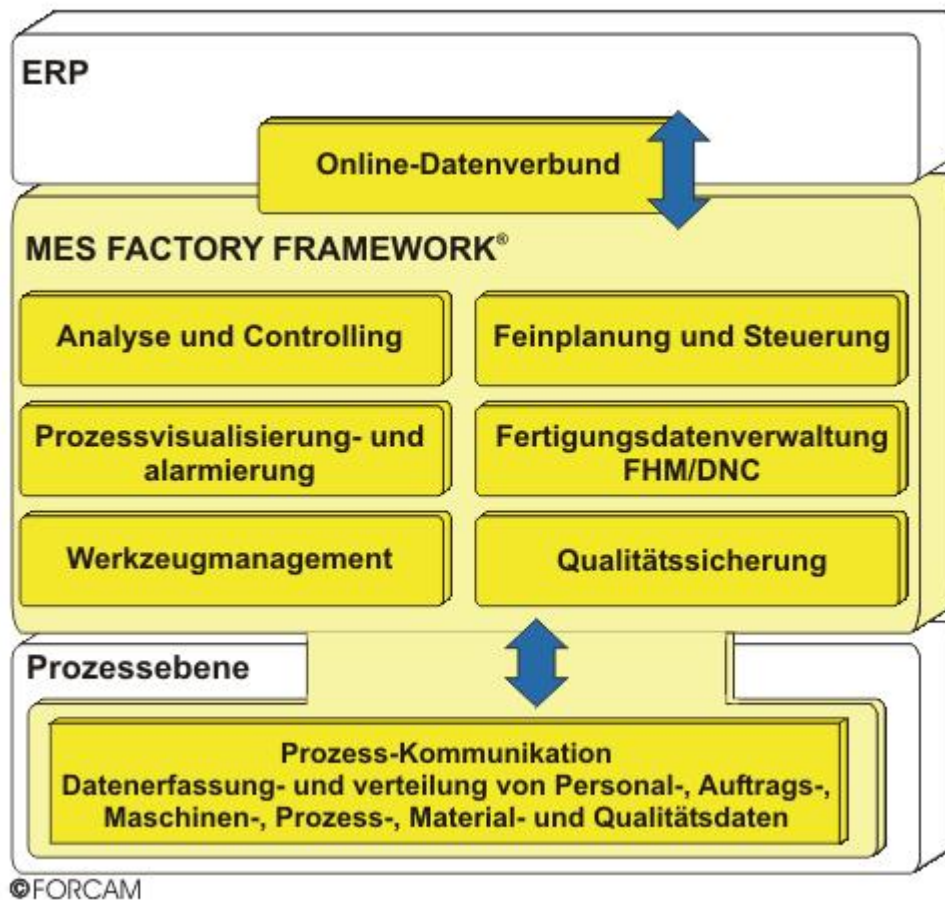 ERP
Online-Datenverbund
MES FACTORY FRAMEWORK®
Analyse und Controlling
Feinplanung und Steuerung
Prozessvisualisierung- und
alarmierung
Fertigungsdatenverwaltung
FHM/DNC
Werkzeugmanagement
Qualitätssicherung
Prozessebene
Prozess-Kommunikation
Datenerfassung- und verteilung von Personal-, Auftrags-,
Maschinen-, Prozess-, Material- und Qualitätsdaten
©FORCAM